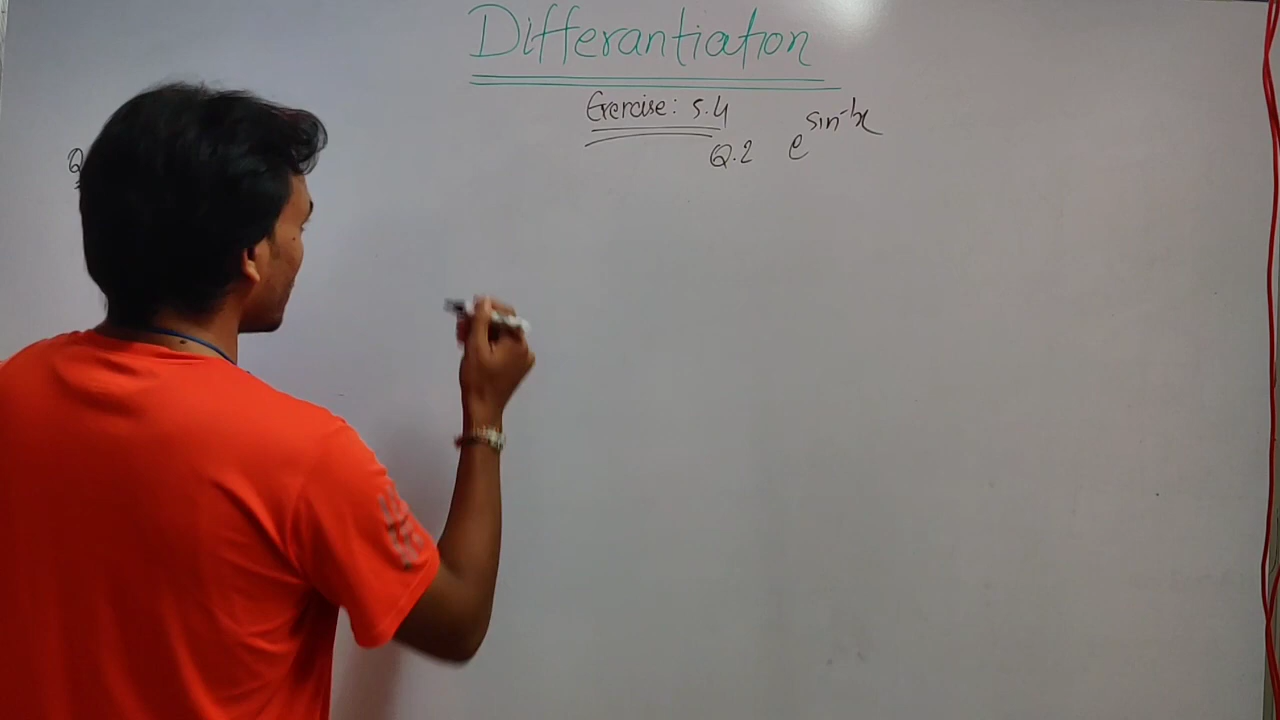 Differantiation
Exercise: 5.4
Q.2 e^sin⁻¹x
Q